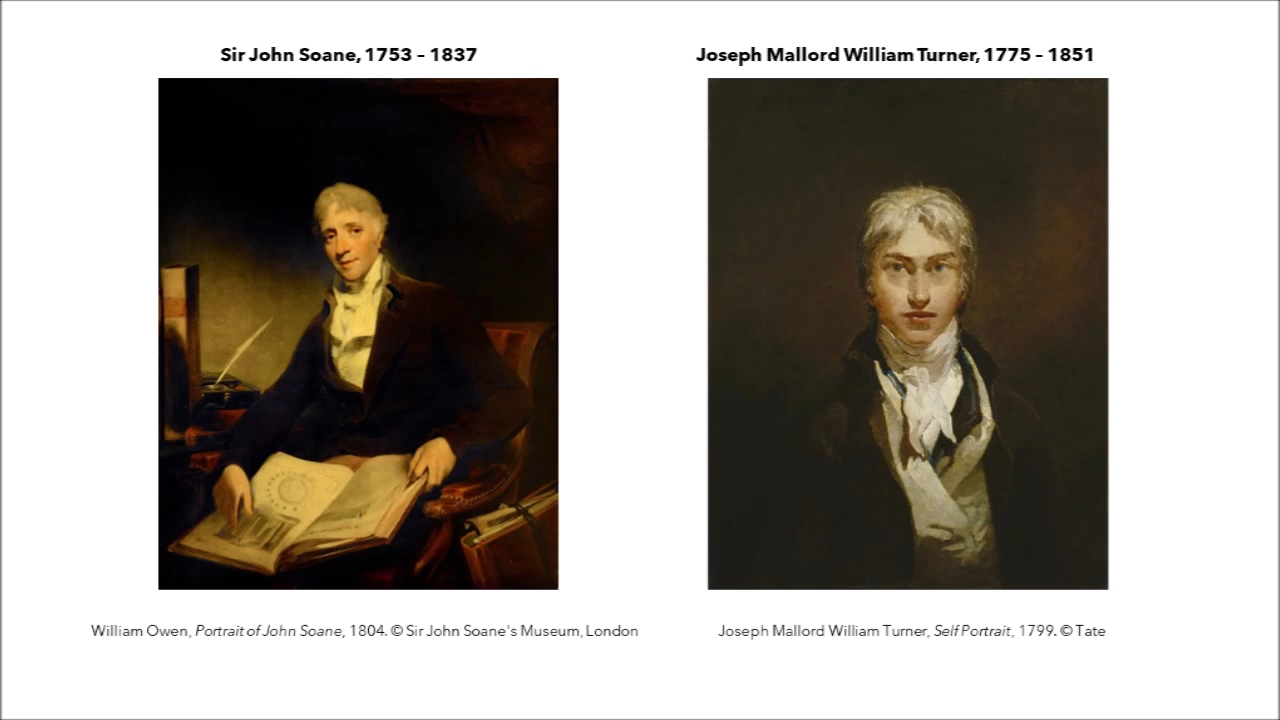 Sir John Soane, 1753 – 1837
Joseph Mallord William Turner, 1775 – 1851
William Owen, Portrait of John Soane, 1804. © Sir John Soane's Museum, London
Joseph Mallord William Turner, Self Portrait, 1799. © Tate